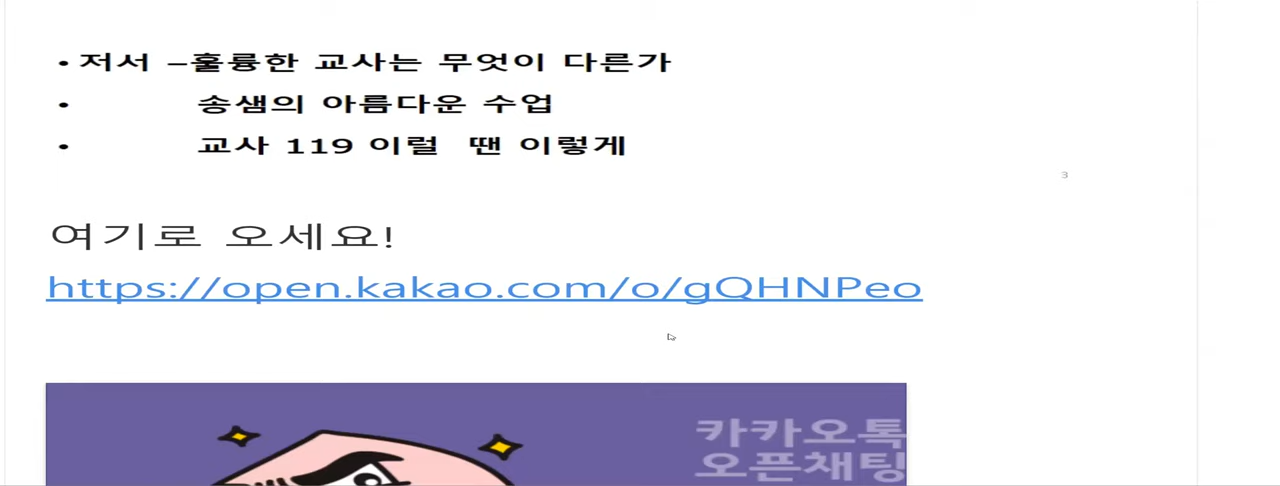 • 저서 –훌륭한 교사는 무엇이 다른가
• 송샘의 아름다운 수업
• 교사 119 이럴 땐 이렇게
3
여기로 오세요!
https://open.kakao.com/o/gQHNPeo
카카오톡
오픈채팅